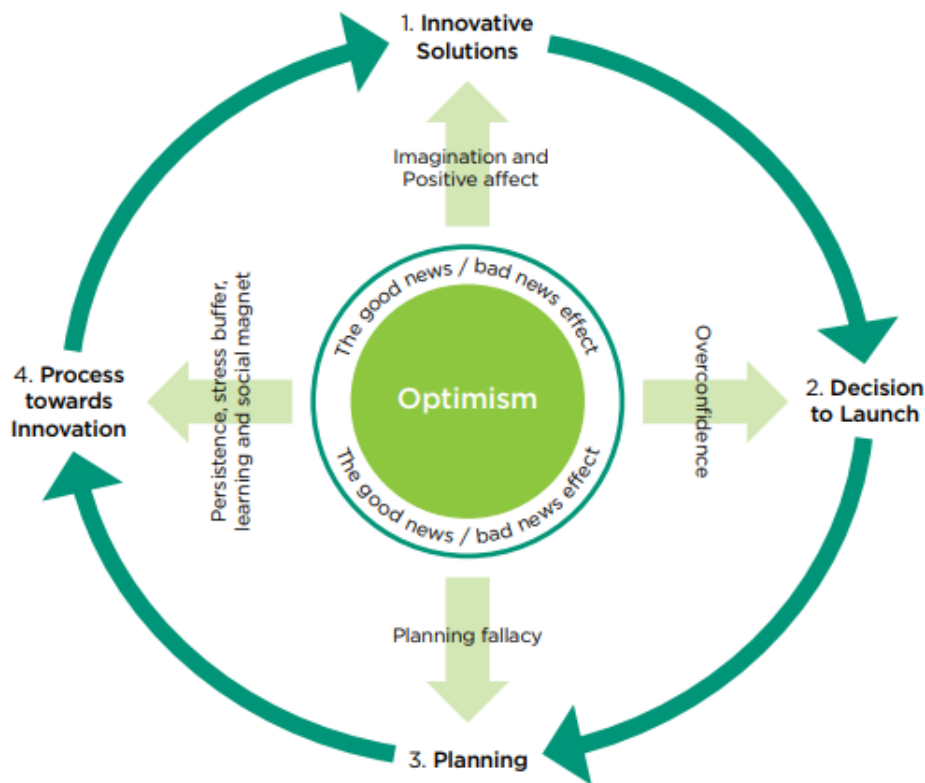 1. Innovative
Solutions
Imagination and
Positive affect
The good news / bad news effect
Optimism
The good news / bad news effect
Persistence, stress buffer,
learning and social magnet
4. Process
towards
Innovation
Overconfidence
2. Decision
to Launch
Planning fallacy
3. Planning